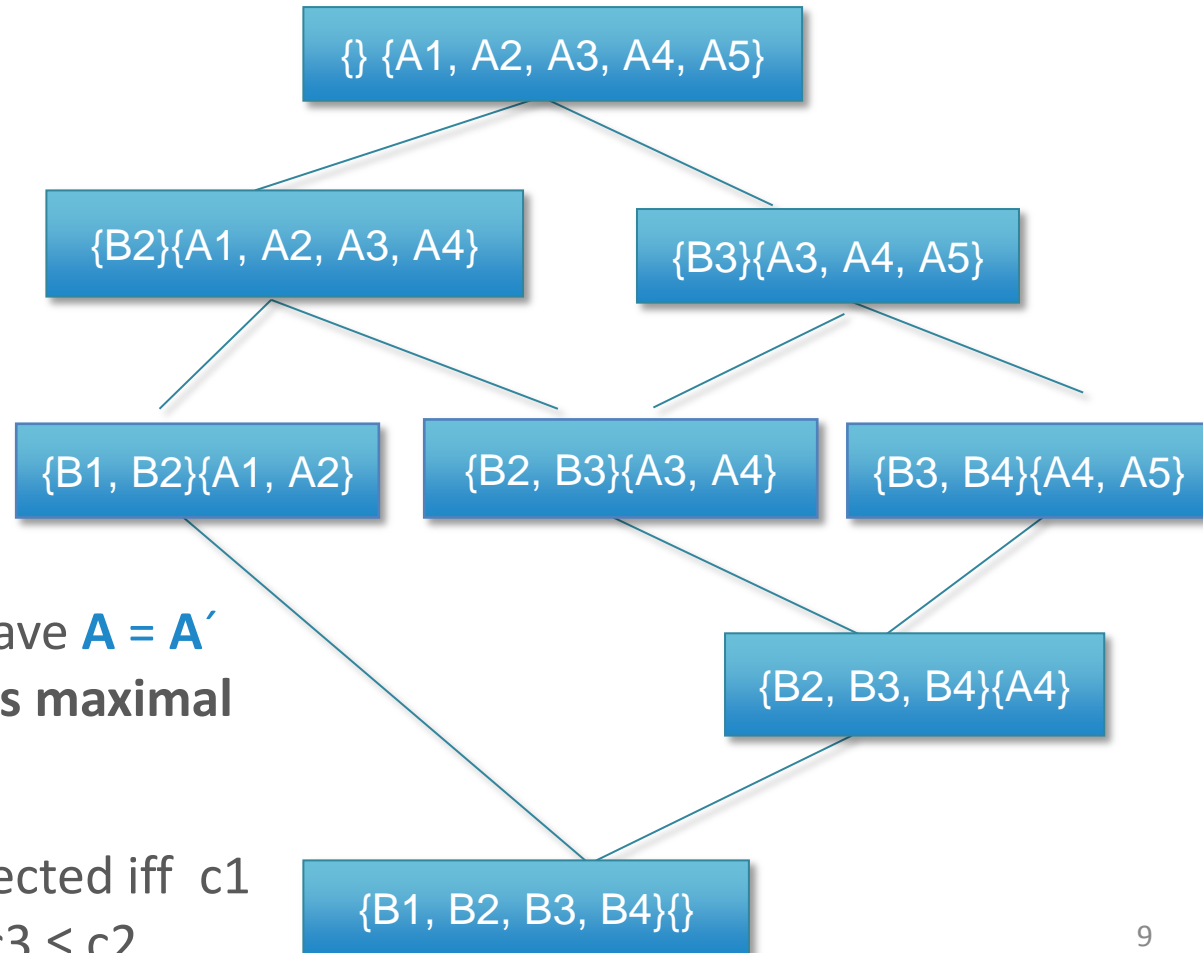 {} {A1, A2, A3, A4, A5}
{B2}{A1, A2, A3, A4}
{B3}{A3, A4, A5}
{B1, B2}{A1, A2}
{B2, B3}{A3, A4}
{B3, B4}{A4, A5}
A = A´
s maximal
{B2, B3, B4}{A4}
ected iff c1
c3 < c2
{B1, B2, B3, B4}{}
9